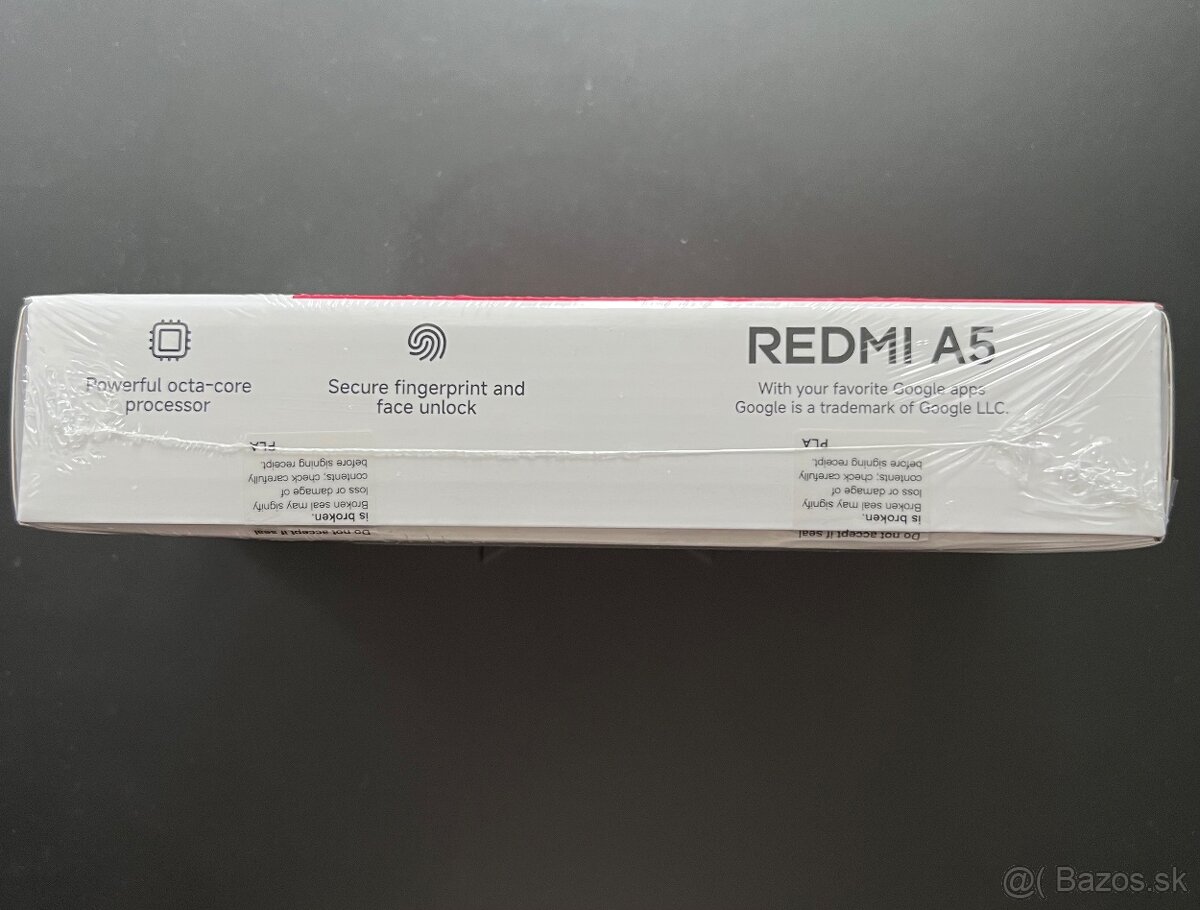 Powerful octa-core
processor
Secure fingerprint and
face unlock
REDMI A5
With your favorite Google apps
Google is a trademark of Google LLC.
Do not accept if seal
is broken.
Broken seal may signify
loss or damage of
contents; check carefully
before signing receipt.
PLA
Do not accept if seal
is broken.
Broken seal may signify
loss or damage of
contents; check carefully
before signing receipt.
PLA
@( Bazos.sk